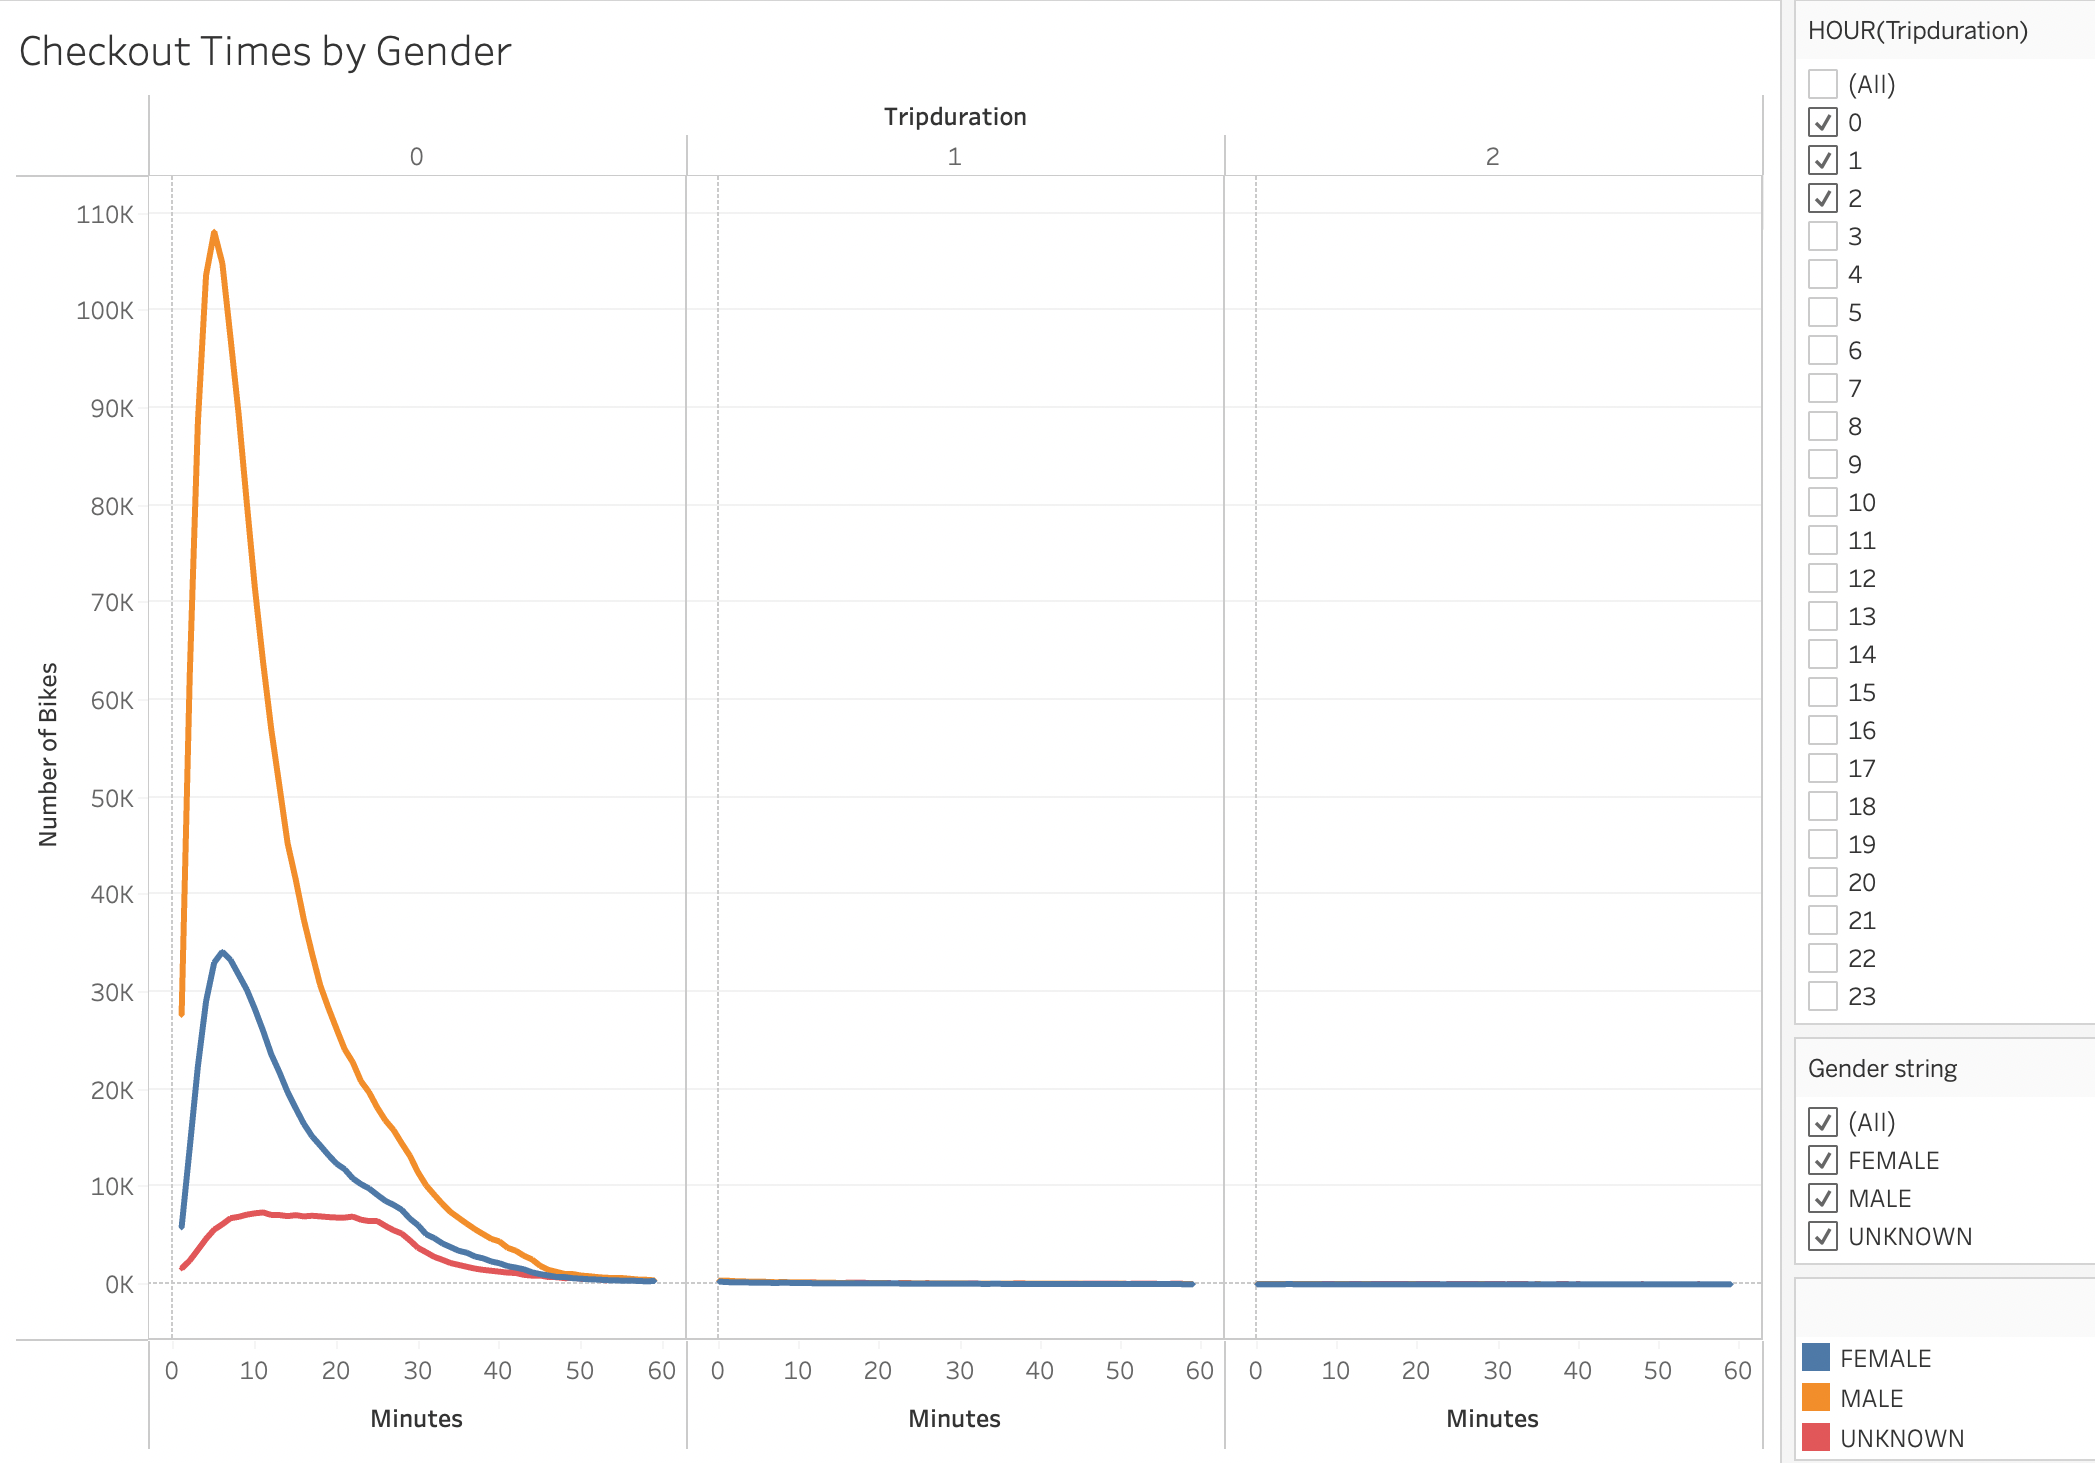 Checkout Times by Gender
Tripduration
0 1 2
110K
100K
90K
80K
70K
60K
50K
40K
30K
20K
10K
0K
Number of Bikes
0 10 20 30 40 50 60 0 10 20 30 40 50 60 0 10 20 30 40 50 60
Minutes Minutes Minutes
HOUR(Tripduration)
(All)
0
1
2
3
4
5
6
7
8
9
10
11
12
13
14
15
16
17
18
19
20
21
22
23
Gender string
(All)
FEMALE
MALE
UNKNOWN
FEMALE
MALE
UNKNOWN